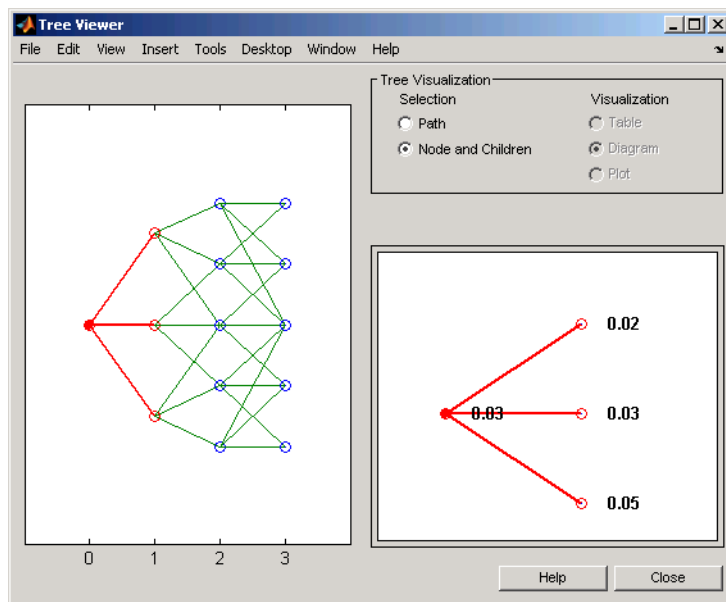 Tree Viewer
File Edit View Insert Tools Desktop Window Help
Tree Visualization
Selection Visualization
Path Table
Node and Children Diagram
Plot
0.02
0.03 0.03
0.05
0 1 2 3
Help Close